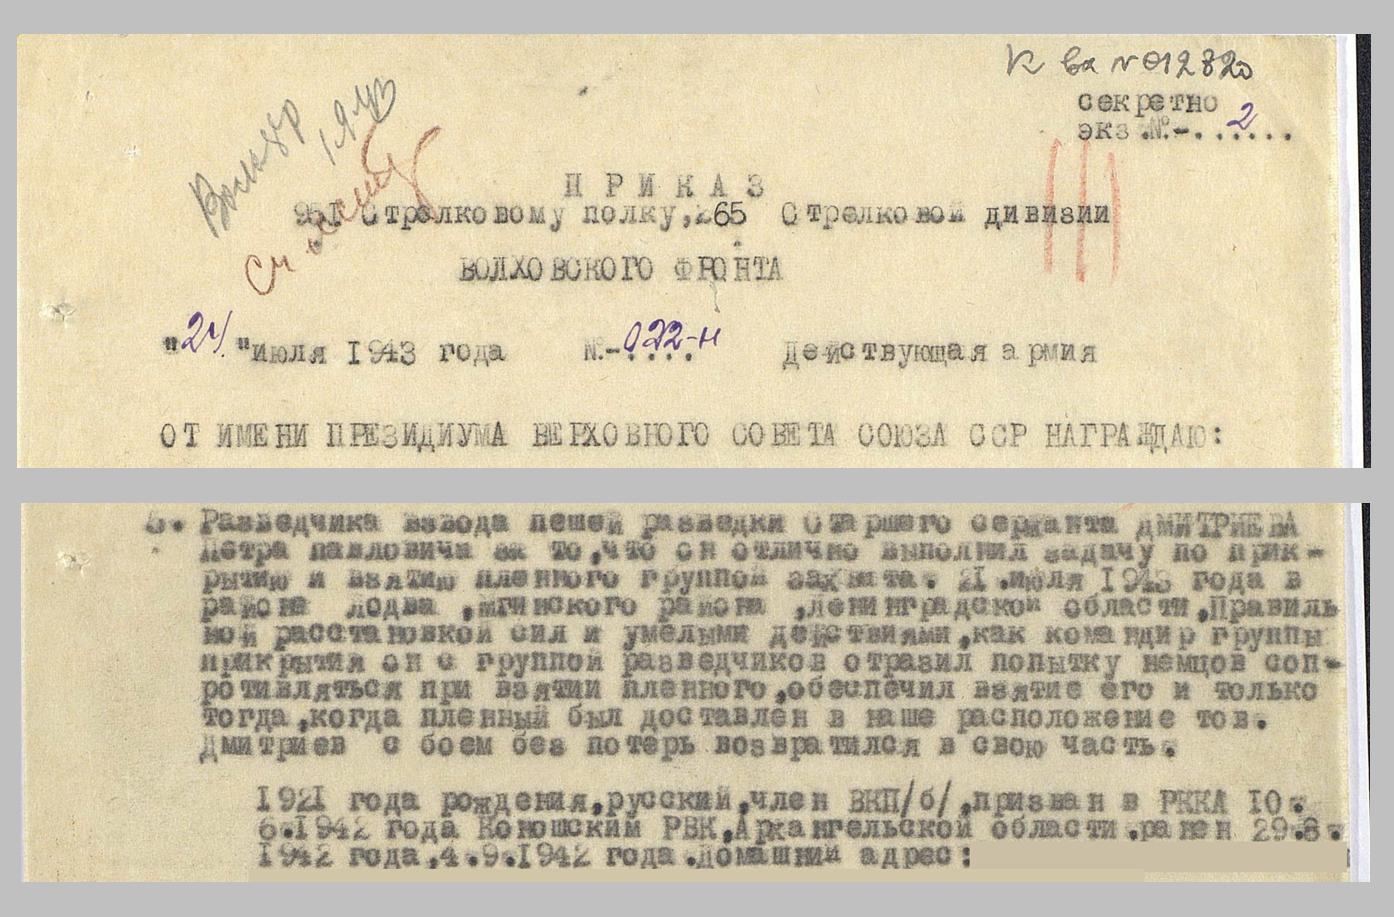 К вх № 012820
секретно
экз.№-..2....
ПРИКАЗ
951 Стрелковому полку,265 Стрелковой дивизии
ВОЛХОВСКОГО ФРОНТА
"24."июля 1943 года №-022-н Действующая армия
ОТ ИМЕНИ ПРЕЗИДИУМА ВЕРХОВНОГО СОВЕТА СОЮЗА ССР НАГРАЖДАЮ:
Разведчика взвода пешей разведки Старшего сержанта ДМИТРИЕВА
Петра павловича за то,что он отлично выполнил задачу по прик-
рытию и взятию пленного группой захвата. 21.июля 1943 года в
районе лодва ,мгинского района ,ленинградской области,Правиль
ной расстановкой сил и умелыми действиями,как командир группы
прикрытия он с группой разведчиков отразил попытку немцов соп-
ротивляться при взятии пленного,обеспечил взятие его и только
тогда,когда пленный был доставлен в наше расположение тов.
Дмитриев с боем без потерь возвратился в свою часть.
1921 года рождения,русский,член ВКП/б/,призван в РККА 10.
6.1942 года Коношским РВК,Архангельской области.ранен 29.8.
1942 года,4.9.1942 года.домашний адрес: